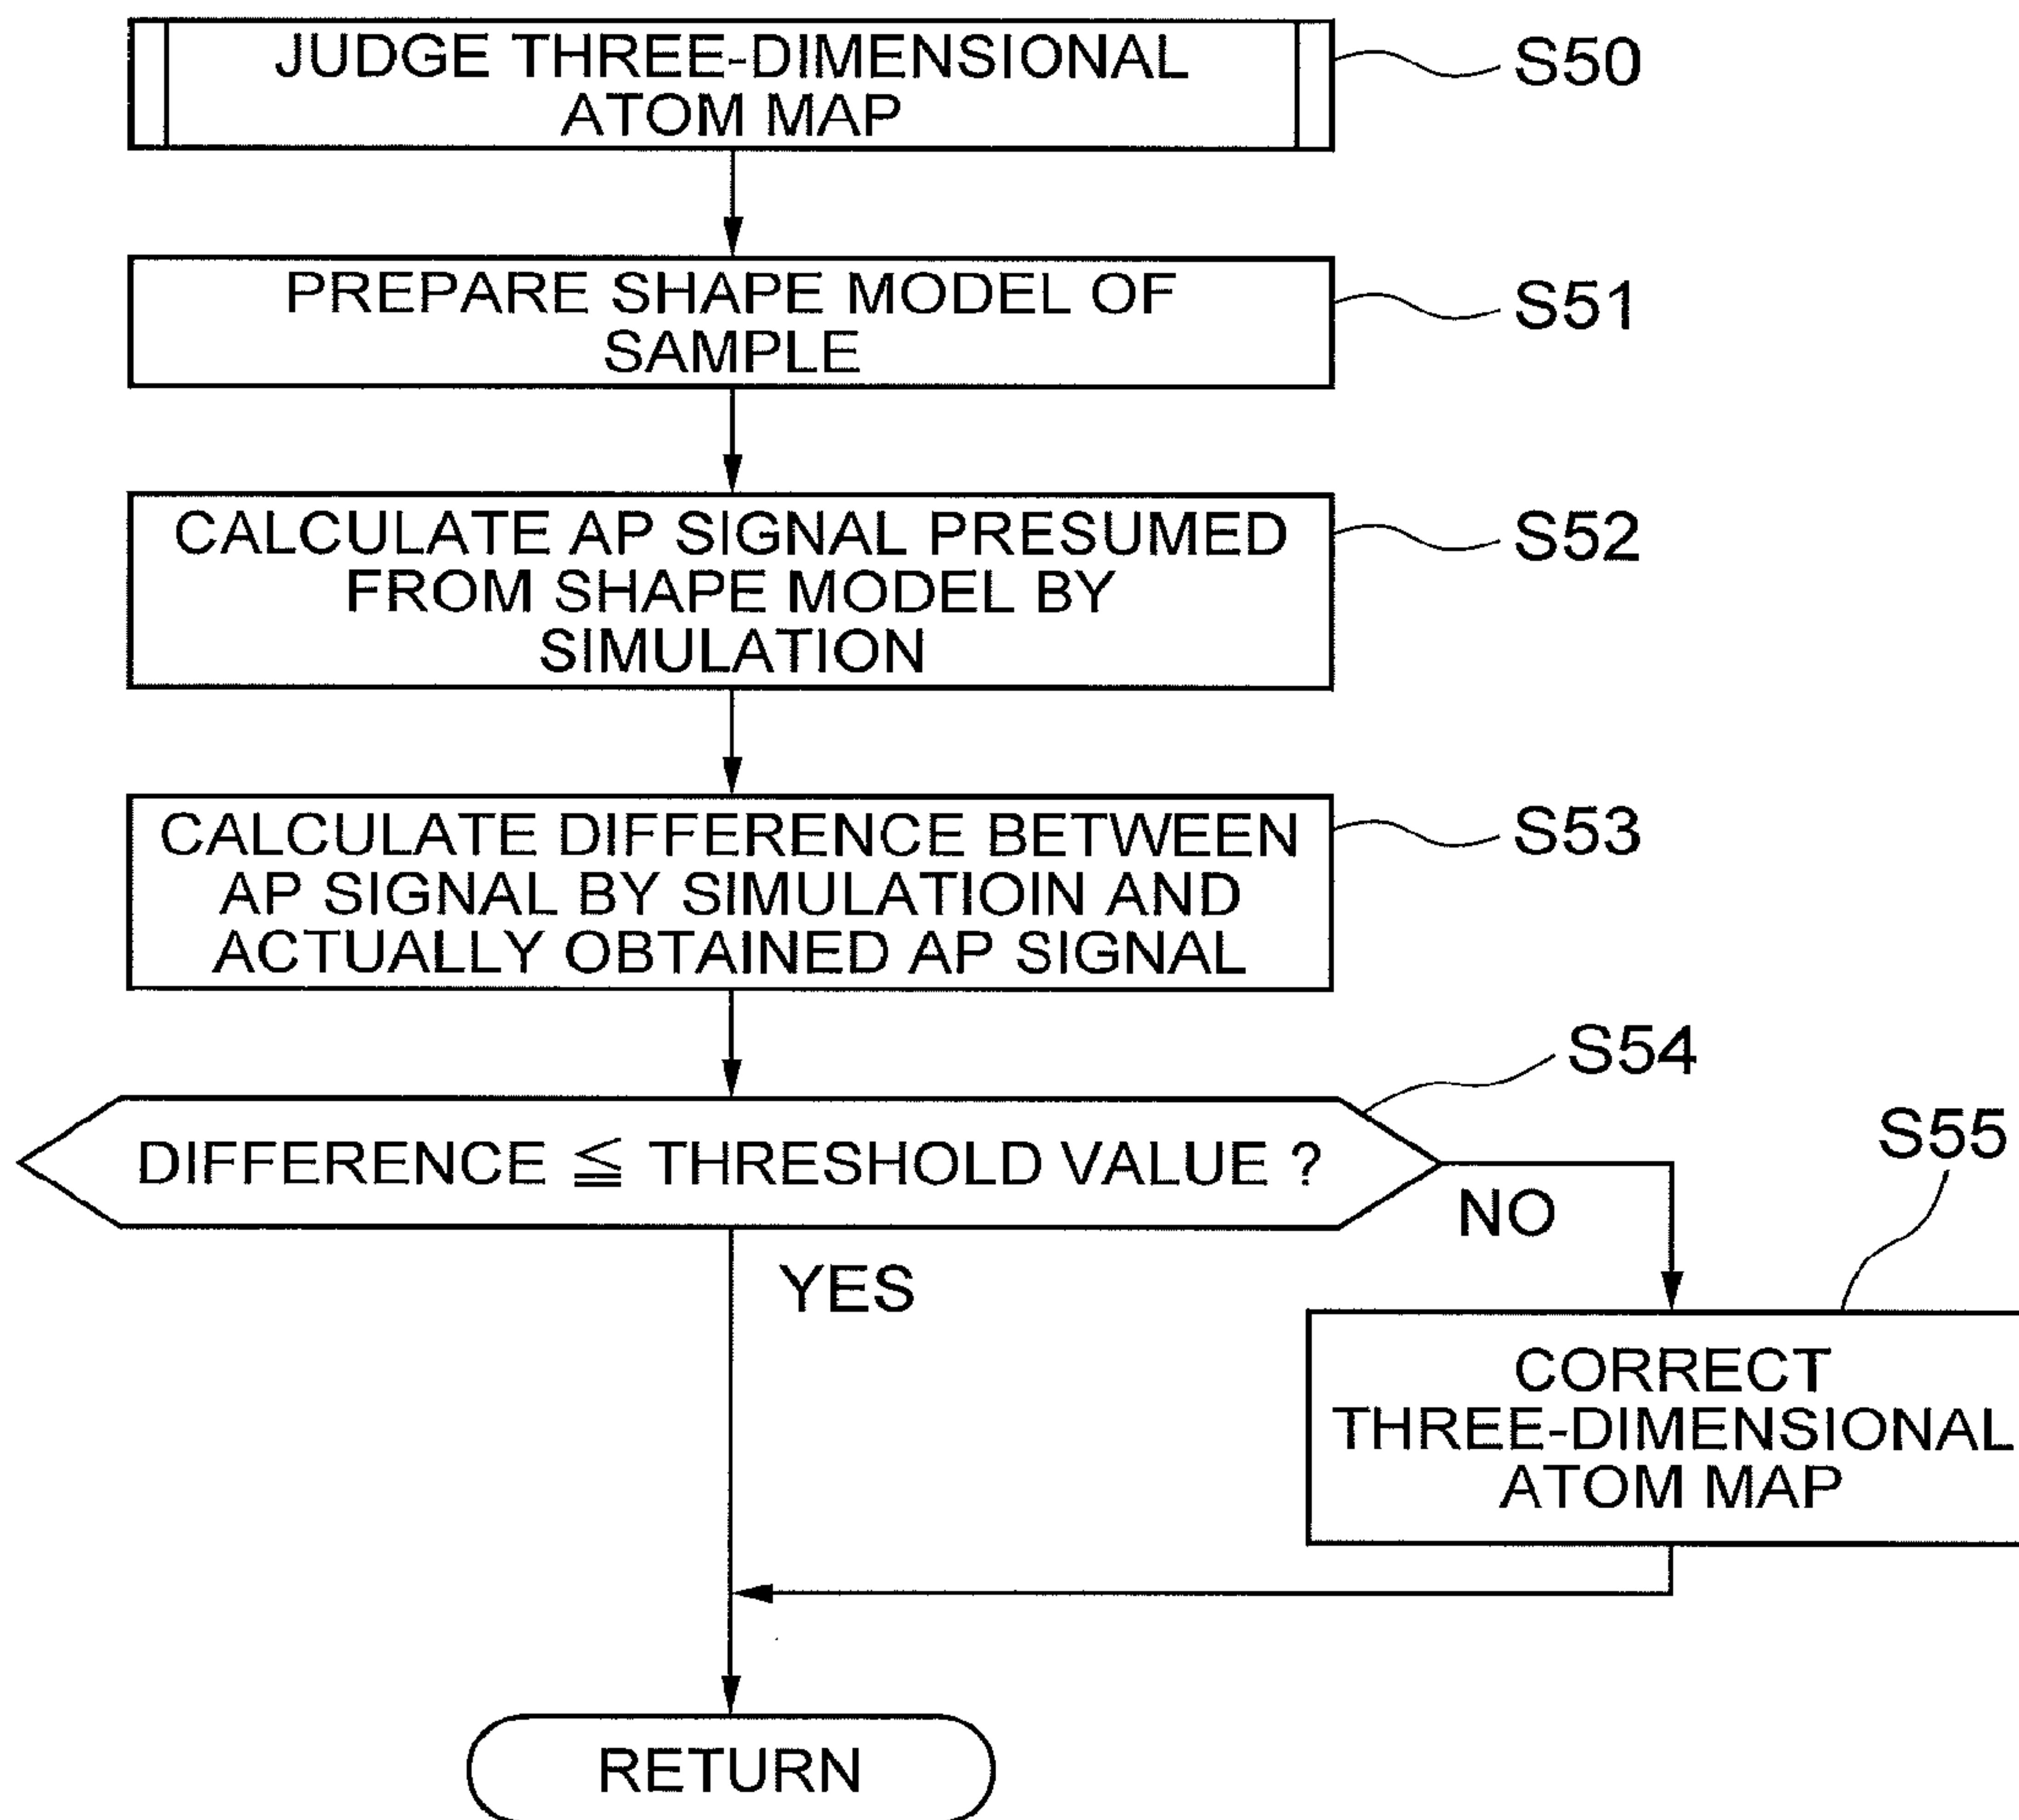 JUDGE THREE-DIMENSIONAL
ATOM MAP
S50
PREPARE SHAPE MODEL OF
SAMPLE
S51
CALCULATE AP SIGNAL PRESUMED
FROM SHAPE MODEL BY
SIMULATION
S52
CALCULATE DIFFERENCE BETWEEN
AP SIGNAL BY SIMULATIOIN AND
ACTUALLY OBTAINED AP SIGNAL
S53
DIFFERENCE ≦ THRESHOLD VALUE ?
S54
NO
YES
S55
CORRECT
THREE-DIMENSIONAL
ATOM MAP
RETURN